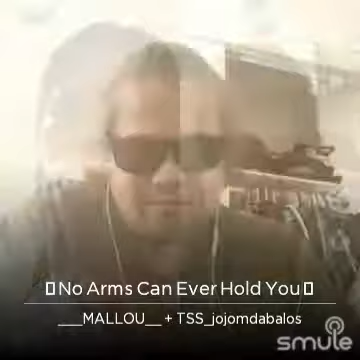 ▯No Arms Can Ever Hold You▯
___MALLOU__ + TSS_jojomdabalos
smule